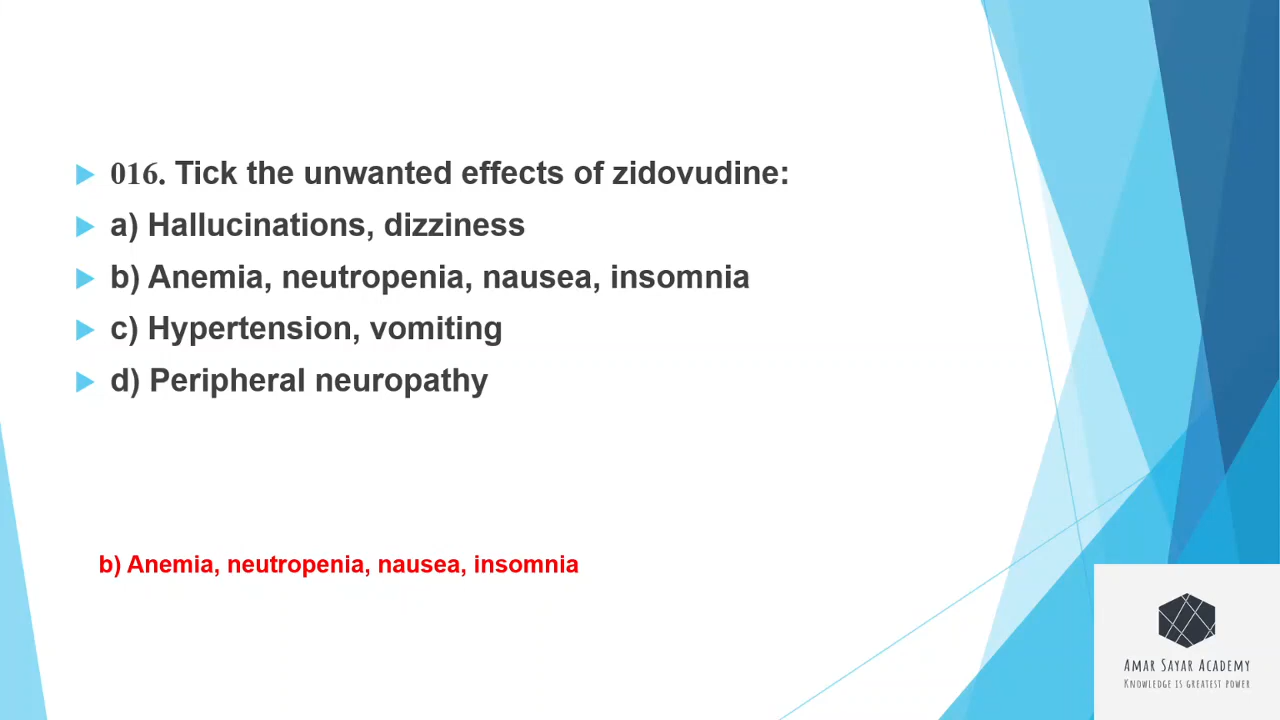 016. Tick the unwanted effects of zidovudine:
a) Hallucinations, dizziness
b) Anemia, neutropenia, nausea, insomnia
c) Hypertension, vomiting
d) Peripheral neuropathy
b) Anemia, neutropenia, nausea, insomnia
Amar Sayar Academy
Knowledge is greatest power